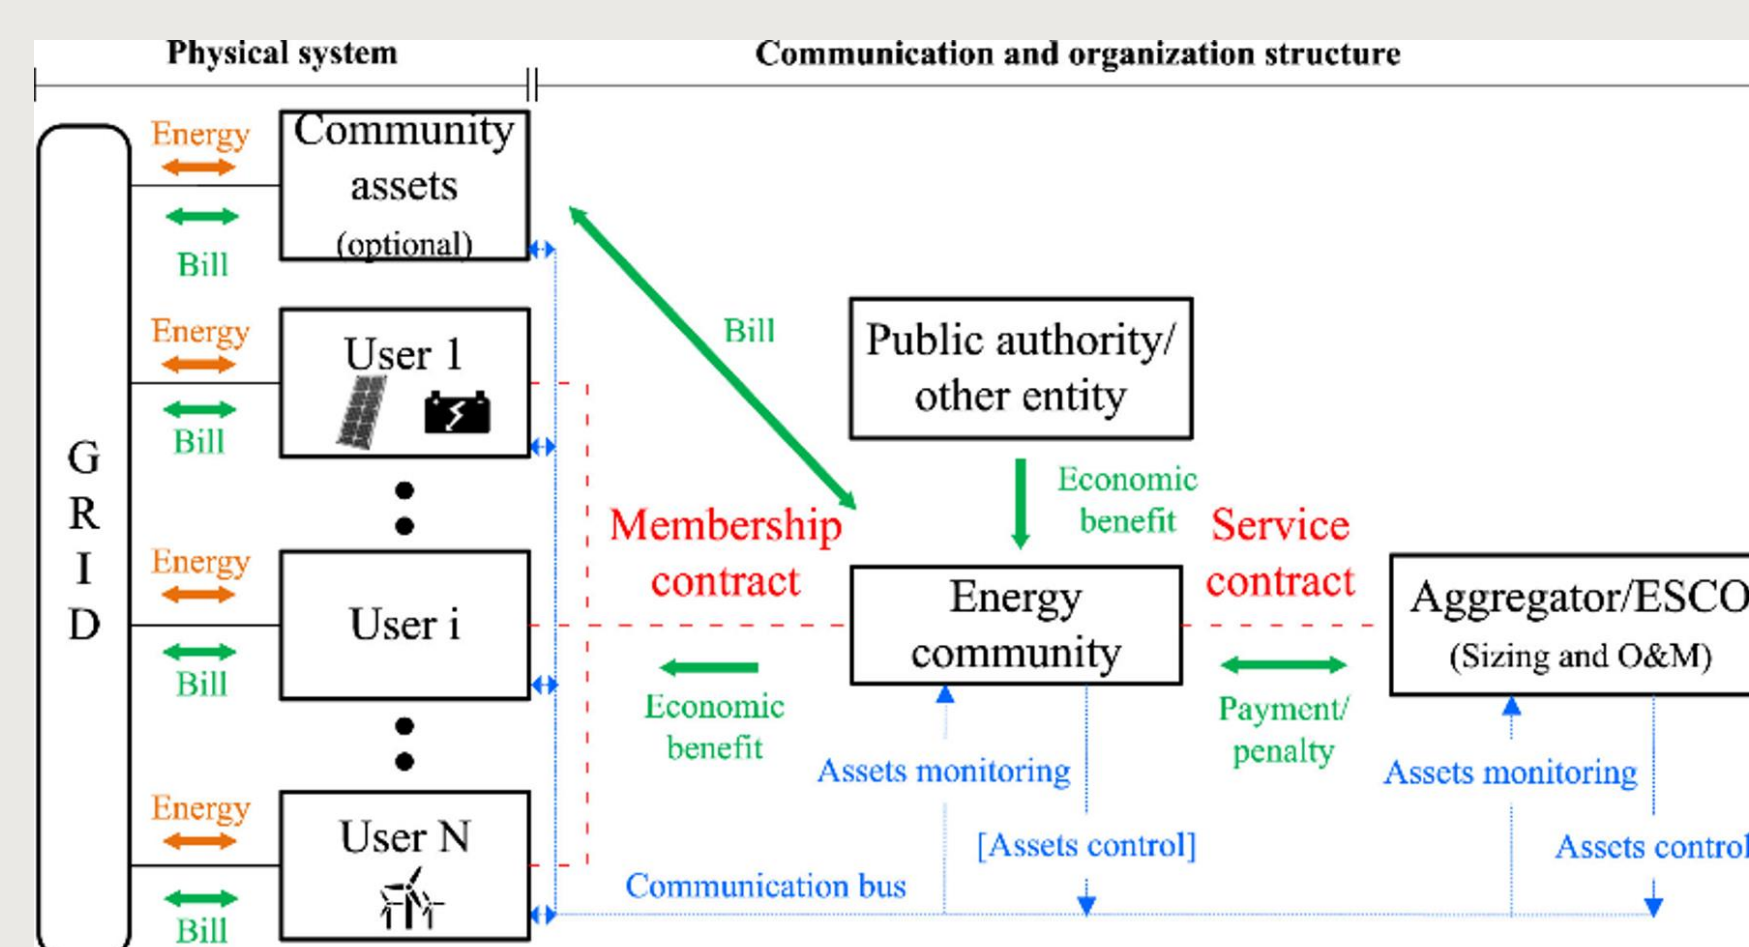 Physical system
Communication and organization structure
G
R
I
D
Energy
Bill
Community
assets
(optional)
Energy
Bill
User 1
Energy
Bill
User i
Energy
Bill
User N
Bill
Public authority/
other entity
Economic
benefit
Membership
contract
Service
contract
Energy
community
Aggregator/ESCO
(Sizing and O&M)
Economic
benefit
Payment/
penalty
Assets monitoring
[Assets control]
Assets monitoring
Assets control
Communication bus